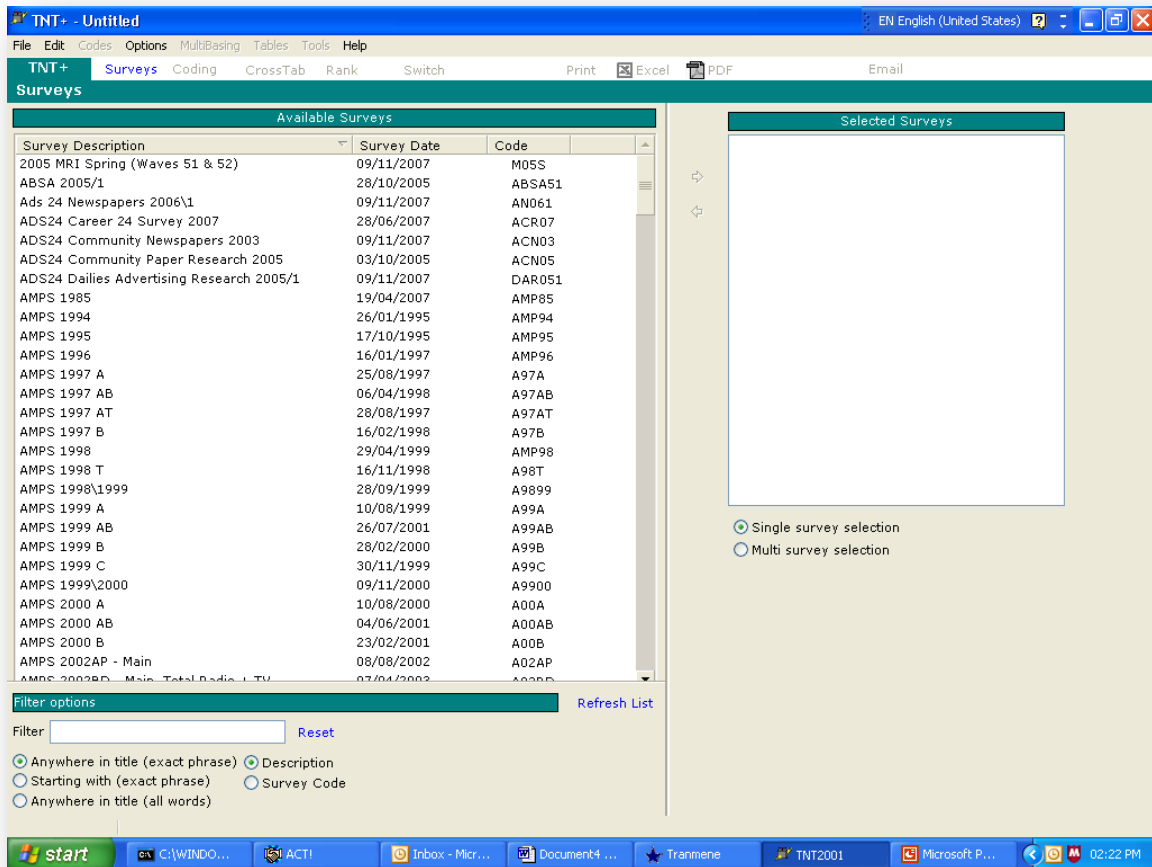 TNT+ - Untitled
EN English (United States)
File Edit Codes Options MultiBasing Tables Tools Help
TNT+ Surveys Coding CrossTab Rank Switch Print Excel PDF Email
Surveys
Available Surveys
Survey Description Survey Date Code
2005 MRI Spring (Waves 51 & 52) 09/11/2007 M05S
ABSA 2005/1 28/10/2005 ABSA51
Ads 24 Newspapers 2006\1 09/11/2007 AN061
ADS24 Career 24 Survey 2007 28/06/2007 ACR07
ADS24 Community Newspapers 2003 09/11/2007 ACN03
ADS24 Community Paper Research 2005 03/10/2005 ACN05
ADS24 Dailies Advertising Research 2005/1 09/11/2007 DAR051
AMPS 1985 19/04/2007 AMP85
AMPS 1994 26/01/1995 AMP94
AMPS 1995 17/10/1995 AMP95
AMPS 1996 16/01/1997 AMP96
AMPS 1997 A 25/08/1997 A97A
AMPS 1997 AB 06/04/1998 A97AB
AMPS 1997 AT 28/08/1997 A97AT
AMPS 1997 B 16/02/1998 A97B
AMPS 1998 29/04/1999 AMP98
AMPS 1998 T 16/11/1998 A98T
AMPS 1998\1999 28/09/1999 A9899
AMPS 1999 A 10/08/1999 A99A
AMPS 1999 AB 26/07/2001 A99AB
AMPS 1999 B 28/02/2000 A99B
AMPS 1999 C 30/11/1999 A99C
AMPS 1999\2000 09/11/2000 A9900
AMPS 2000 A 10/08/2000 A00A
AMPS 2000 AB 04/06/2001 A00AB
AMPS 2000 B 23/02/2001 A00B
AMPS 2002AP - Main 08/08/2002 A02AP
AMPS 2002BD - Main, Total Radio + TV 07/04/2003 A02BD
Filter options
Refresh List
Filter Reset
Anywhere in title (exact phrase) Description
Starting with (exact phrase) Survey Code
Anywhere in title (all words)
Selected Surveys
Single survey selection
Multi survey selection
start C:\WINDO... ACT! Inbox - Micr... Document4 ... Tranmene TNT2001 Microsoft P... 02:22 PM